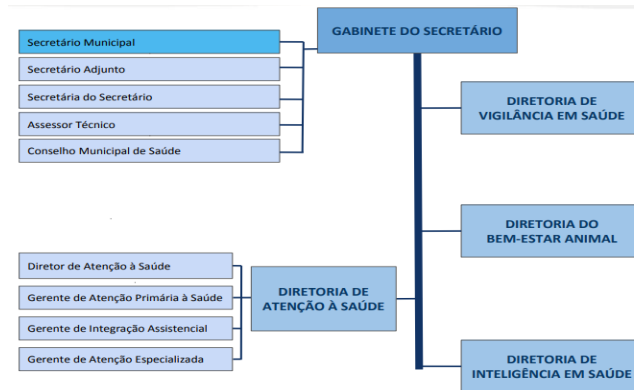 GABINETE DO SECRETÁRIO
Secretário Municipal
Secretário Adjunto
Secretária do Secretário
Assessor Técnico
Conselho Municipal de Saúde
DIRETORIA DE
VIGILÂNCIA EM SAÚDE
DIRETORIA DO
BEM-ESTAR ANIMAL
Diretor de Atenção à Saúde
Gerente de Atenção Primária à Saúde
Gerente de Integração Assistencial
Gerente de Atenção Especializada
DIRETORIA DE
ATENÇÃO À SAÚDE
DIRETORIA DE
INTELIGÊNCIA EM SAÚDE